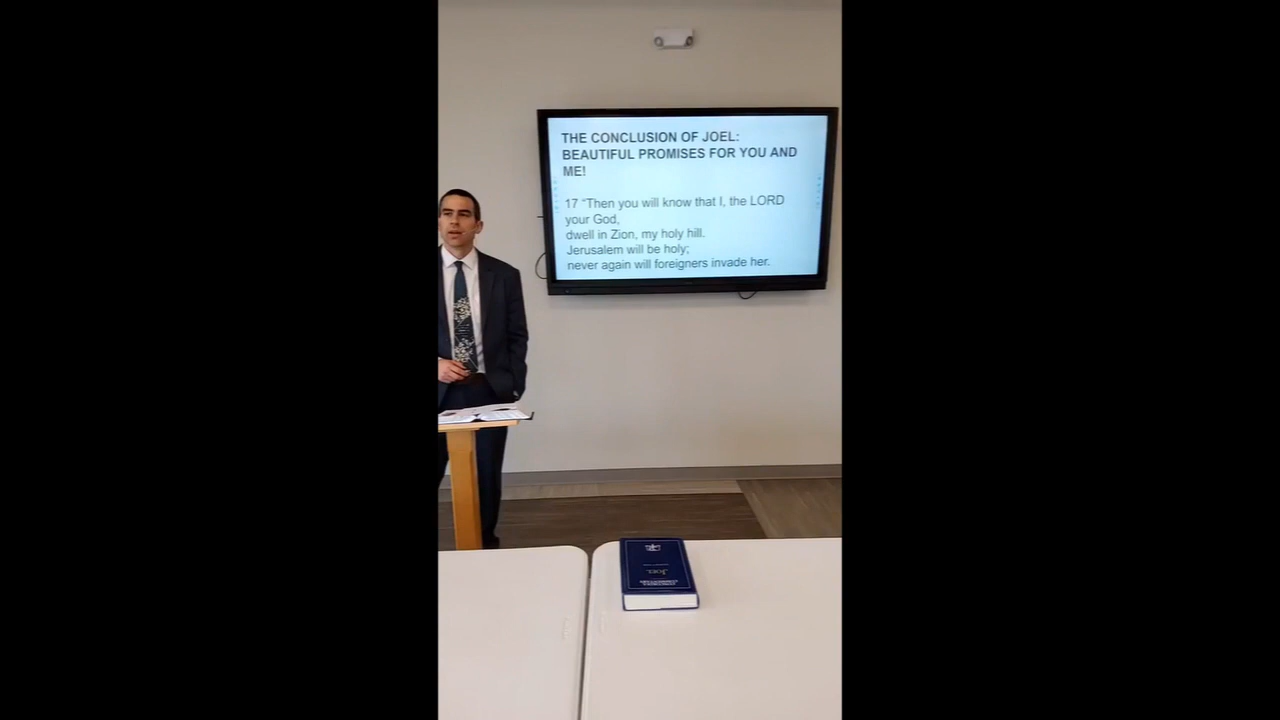 THE CONCLUSION OF JOEL:
BEAUTIFUL PROMISES FOR YOU AND
ME!
17 “Then you will know that I, the LORD
your God,
dwell in Zion, my holy hill.
Jerusalem will be holy;
never again will foreigners invade her.
JOEL